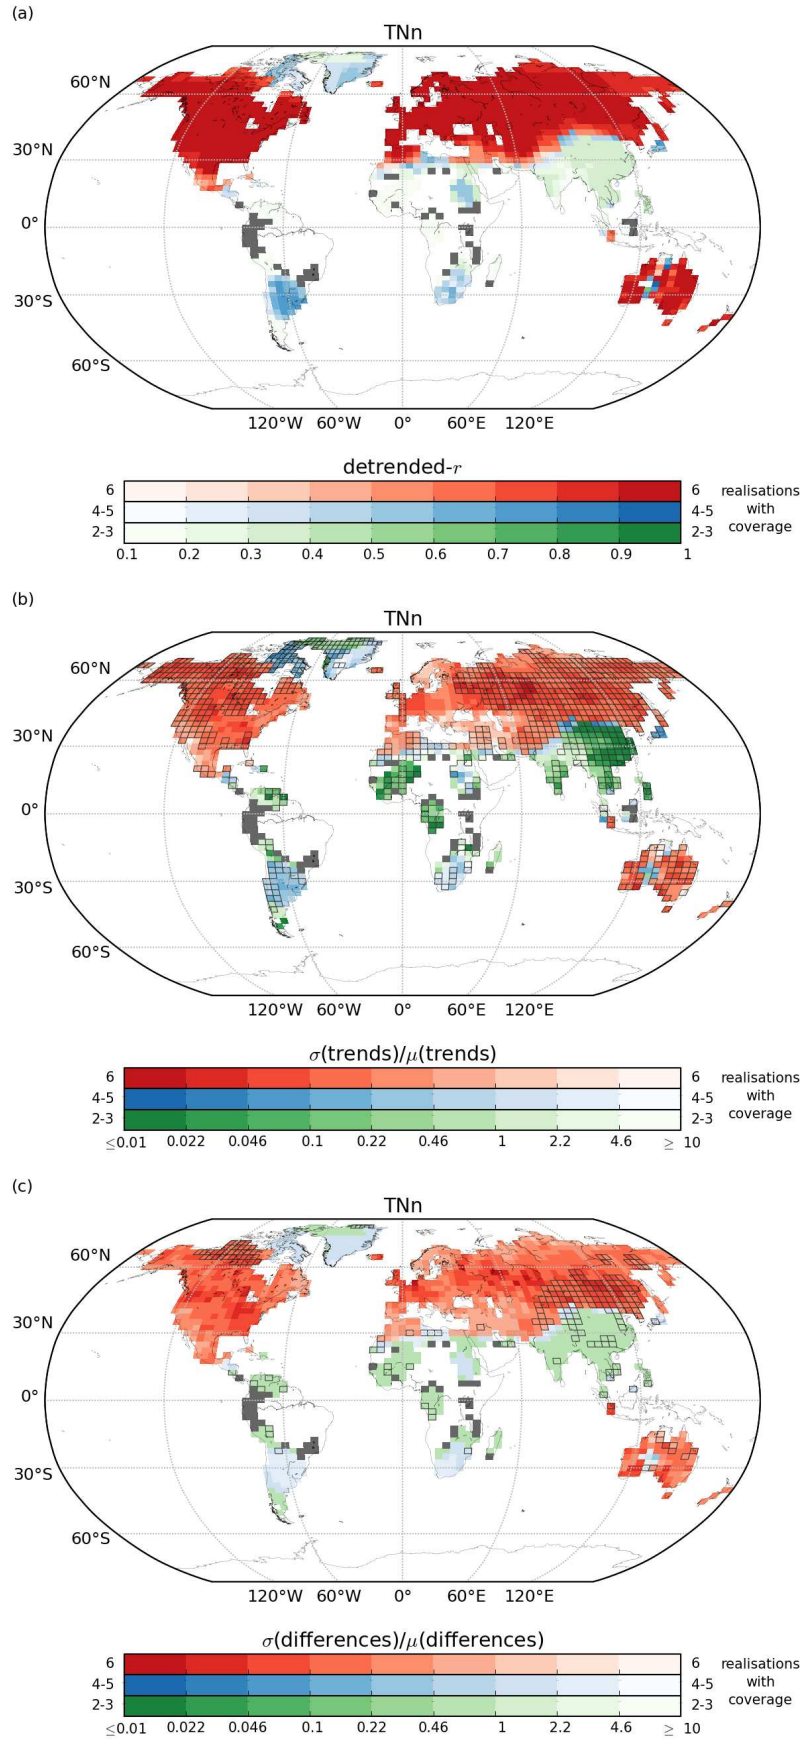 (a)
TNn
60°N
30°N
0°
30°S
60°S
120°W 60°W 0° 60°E 120°E
detrended-r
6 6 realisations
4-5 4-5 with
2-3 2-3 coverage
0.1 0.2 0.3 0.4 0.5 0.6 0.7 0.8 0.9 1
(b)
TNn
60°N
30°N
0°
30°S
60°S
120°W 60°W 0° 60°E 120°E
σ(trends)/μ(trends)
6 6 realisations
4-5 4-5 with
2-3 2-3 coverage
≤0.01 0.022 0.046 0.1 0.22 0.46 1 2.2 4.6 ≥ 10
(c)
TNn
60°N
30°N
0°
30°S
60°S
120°W 60°W 0° 60°E 120°E
σ(differences)/μ(differences)
6 6 realisations
4-5 4-5 with
2-3 2-3 coverage
≤0.01 0.022 0.046 0.1 0.22 0.46 1 2.2 4.6 ≥ 10